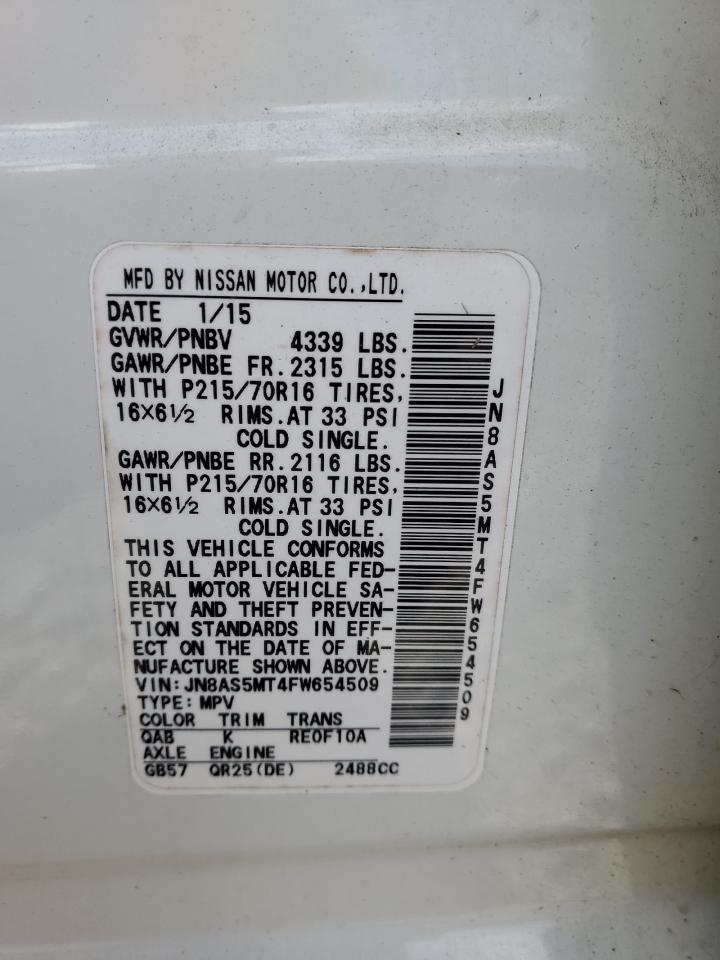 MFD BY NISSAN MOTOR CO.,LTD.
DATE 1/15
GVWR/PNBV 4339 LBS.
GAWR/PNBE FR.2315 LBS.
WITH P215/70R16 TIRES,
16×6½ RIMS.AT 33 PSI
COLD SINGLE.
GAWR/PNBE RR.2116 LBS.
WITH P215/70R16 TIRES,
16×6½ RIMS.AT 33 PSI
COLD SINGLE.
THIS VEHICLE CONFORMS
TO ALL APPLICABLE FED-
ERAL MOTOR VEHICLE SA-
FETY AND THEFT PREVEN-
TION STANDARDS IN EFF-
ECT ON THE DATE OF MA-
NUFACTURE SHOWN ABOVE.
VIN:JN8AS5MT4FW654509
TYPE:MPV
COLOR TRIM TRANS
QAB K RE0F10A
AXLE ENGINE
GB57 QR25(DE) 2488CC
JN8AS5MT4FW654509